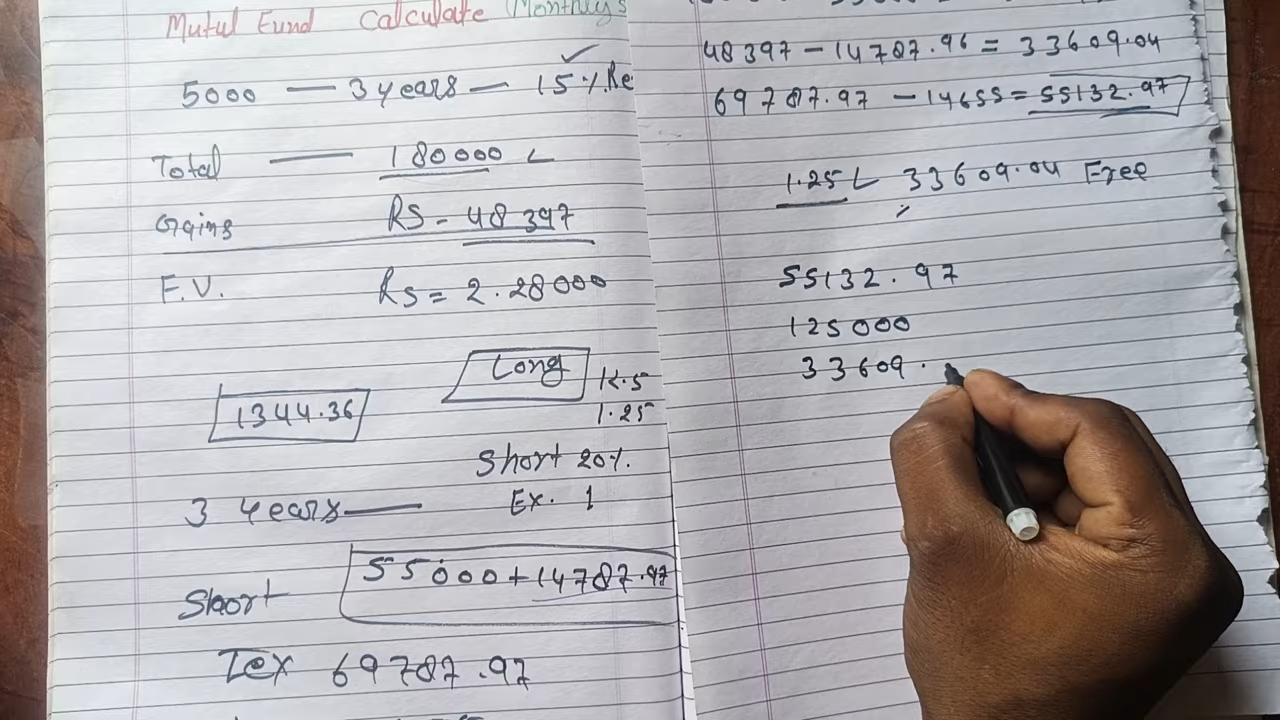 Mutul Fund Calculate (Monthly S
5000 — 3 years — 15 %. Re
Total — 180000 L
Gains RS - 48397
F.V. RS = 2.28000
Long
12.5
1.25
1344.36
Short 20%.
3 years — Ex. 1
Short 55000+14787.97
Tex 69787.97
48397 - 14787.96 = 33609.04
69787.97 - 14655 = 55132.97
1.25 L 33609.04 Free
55132.97
125000
33609.